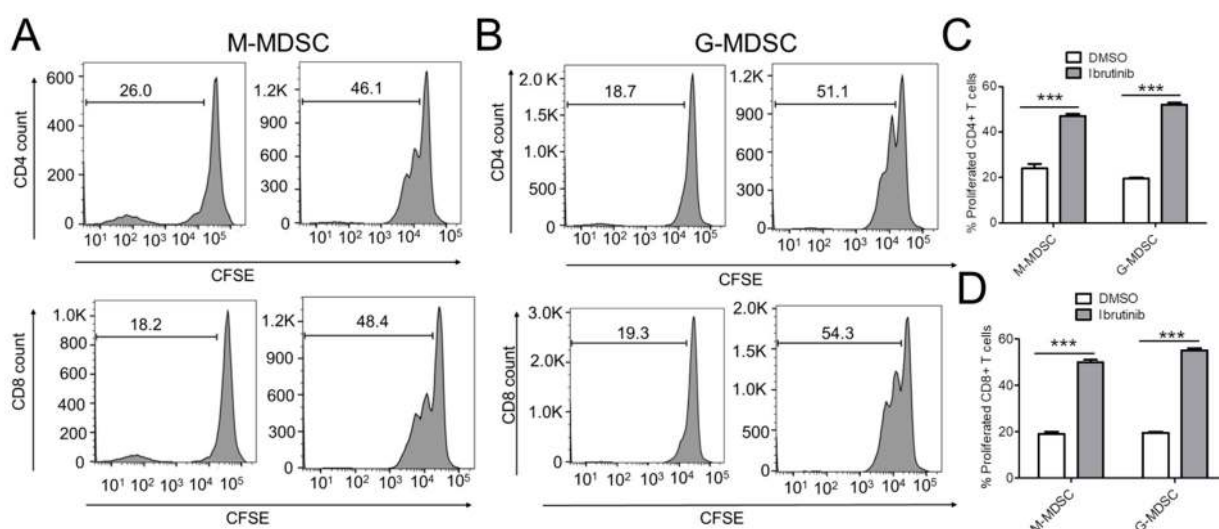 A
M-MDSC
26.0
600
400
200
0
10¹ 10² 10³ 10⁴ 10⁵
CD4 count
46.1
1.2K
900
600
300
0
10¹ 10² 10³ 10⁴ 10⁵
CFSE
18.2
1.0K
800
600
400
200
0
10¹ 10² 10³ 10⁴ 10⁵
CD8 count
48.4
1.2K
900
600
300
0
10¹ 10² 10³ 10⁴ 10⁵
CFSE
B
G-MDSC
18.7
2.0 K
1.5K
1.0K
500
0
10¹ 10² 10³ 10⁴ 10⁵
CD4 count
51.1
1.2K
900
600
300
0
10¹ 10² 10³ 10⁴ 10⁵
CFSE
19.3
3.0K
2.0K
1.0K
0
10¹ 10² 10³ 10⁴ 10⁵
CD8 count
54.3
2.0K
1.5K
1.0K
500
0
10¹ 10² 10³ 10⁴ 10⁵
CFSE
C
DMSO
Ibrutinib
% Proliferated CD4+ T cells
60
40
20
0
*** ***
M-MDSC G-MDSC
D
DMSO
Ibrutinib
% Proliferated CD8+ T cells
60
40
20
0
*** ***
M-MDSC G-MDSC